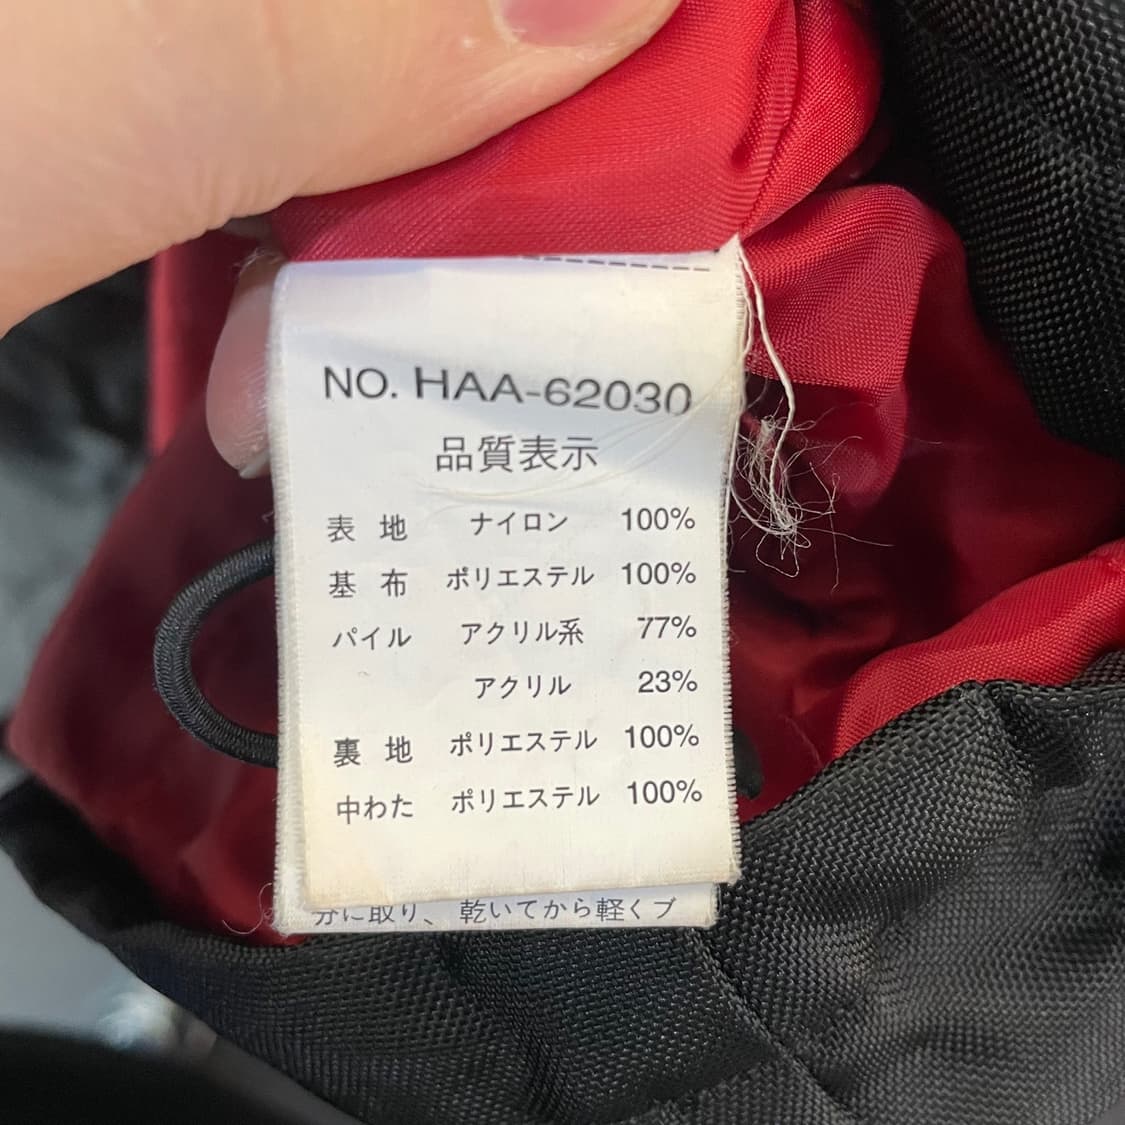 NO. HAA-62030
品質表示
表 地 ナイロン 100%
基 布 ポリエステル 100%
パイル アクリル系 77%
アクリル 23%
裏 地 ポリエステル 100%
中わた ポリエステル 100%
分に取り、乾いてから軽くブ